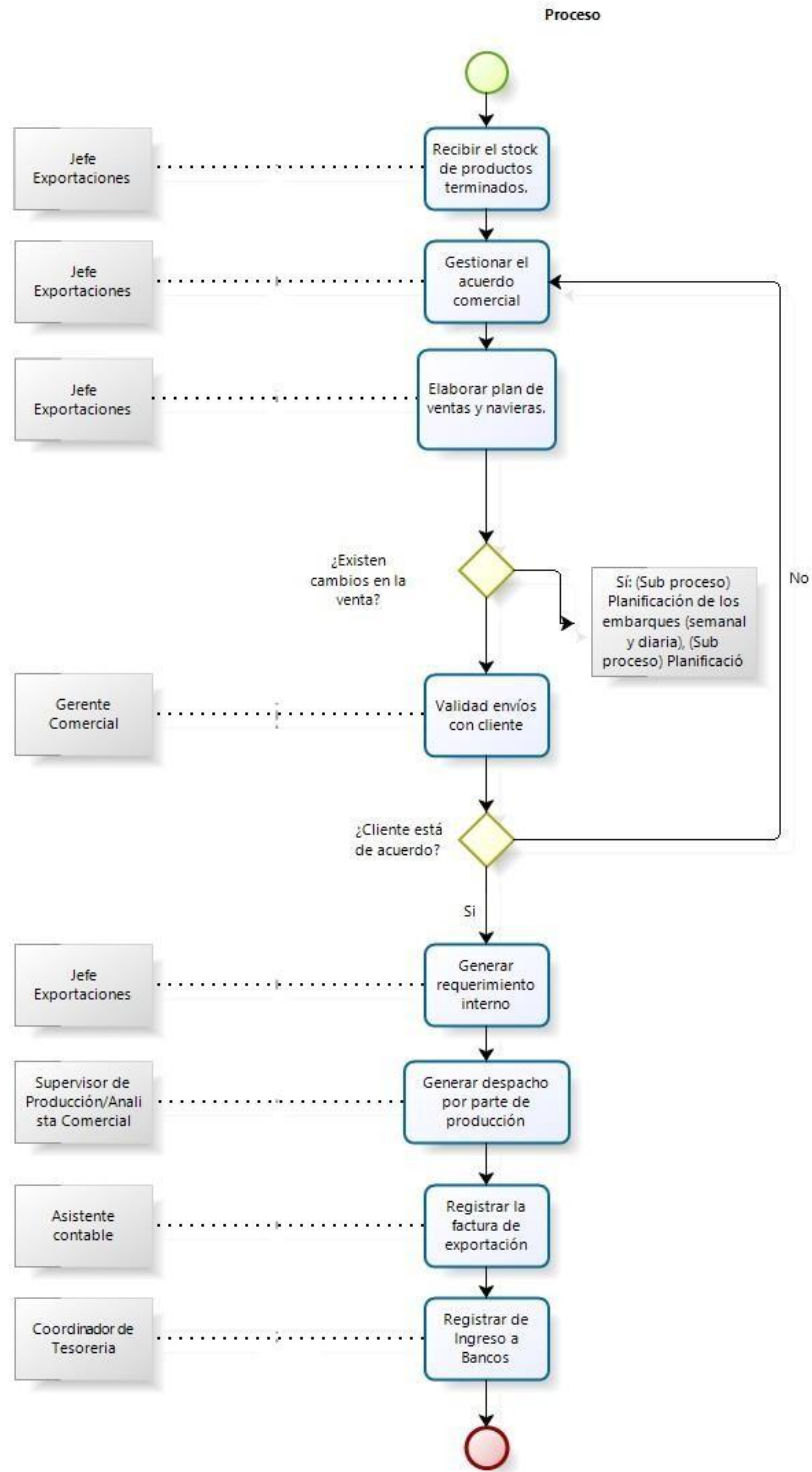 Proceso
Jefe
Exportaciones
Recibir el stock
de productos
terminados.
Jefe
Exportaciones
Gestionar el
acuerdo
comercial
Jefe
Exportaciones
Elaborar plan de
ventas y navieras.
¿Existen
cambios en la
venta?
Sí: (Sub proceso)
Planificación de los
embarques (semanal
y diaria), (Sub
proceso) Planificació
No
Gerente
Comercial
Validad envíos
con cliente
¿Cliente está
de acuerdo?
Si
Jefe
Exportaciones
Generar
requerimiento
interno
Supervisor de
Producción/Anali
sta Comercial
Generar despacho
por parte de
producción
Asistente
contable
Registrar la
factura de
exportación
Coordinador de
Tesoreria
Registrar de
Ingreso a
Bancos